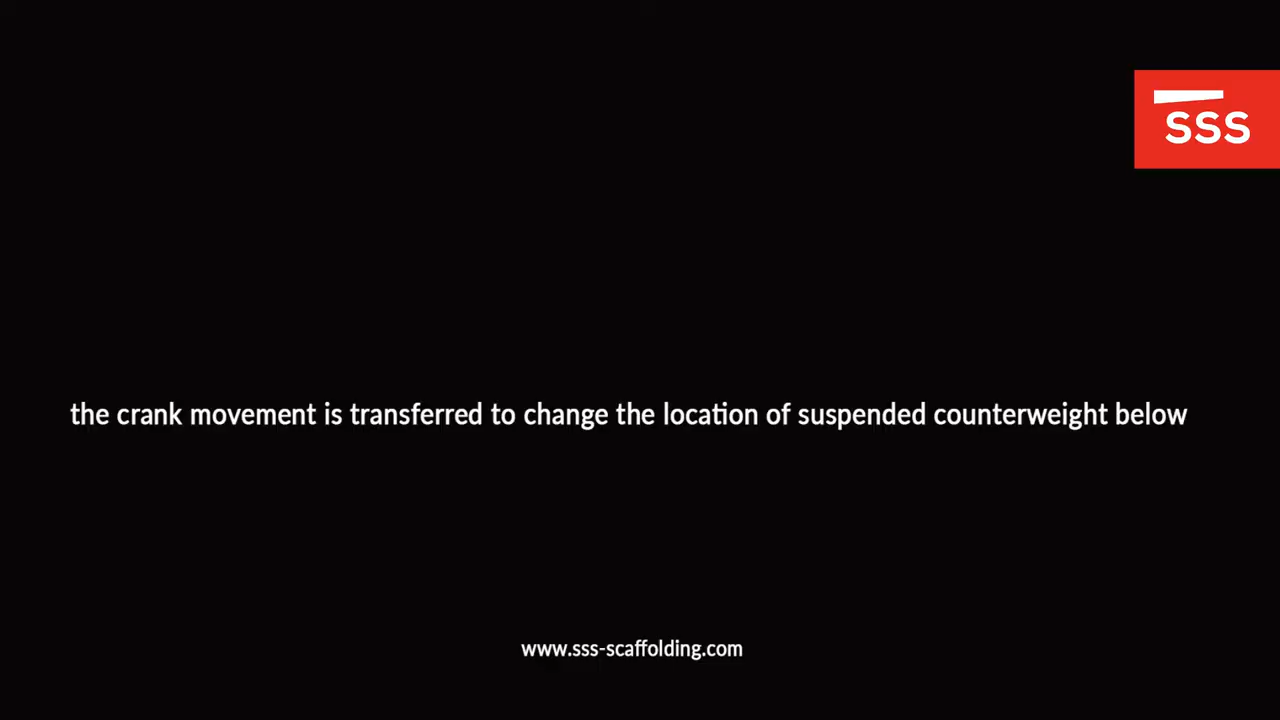 SSS
the crank movement is transferred to change the location of suspended counterweight below
www.sss-scaffolding.com